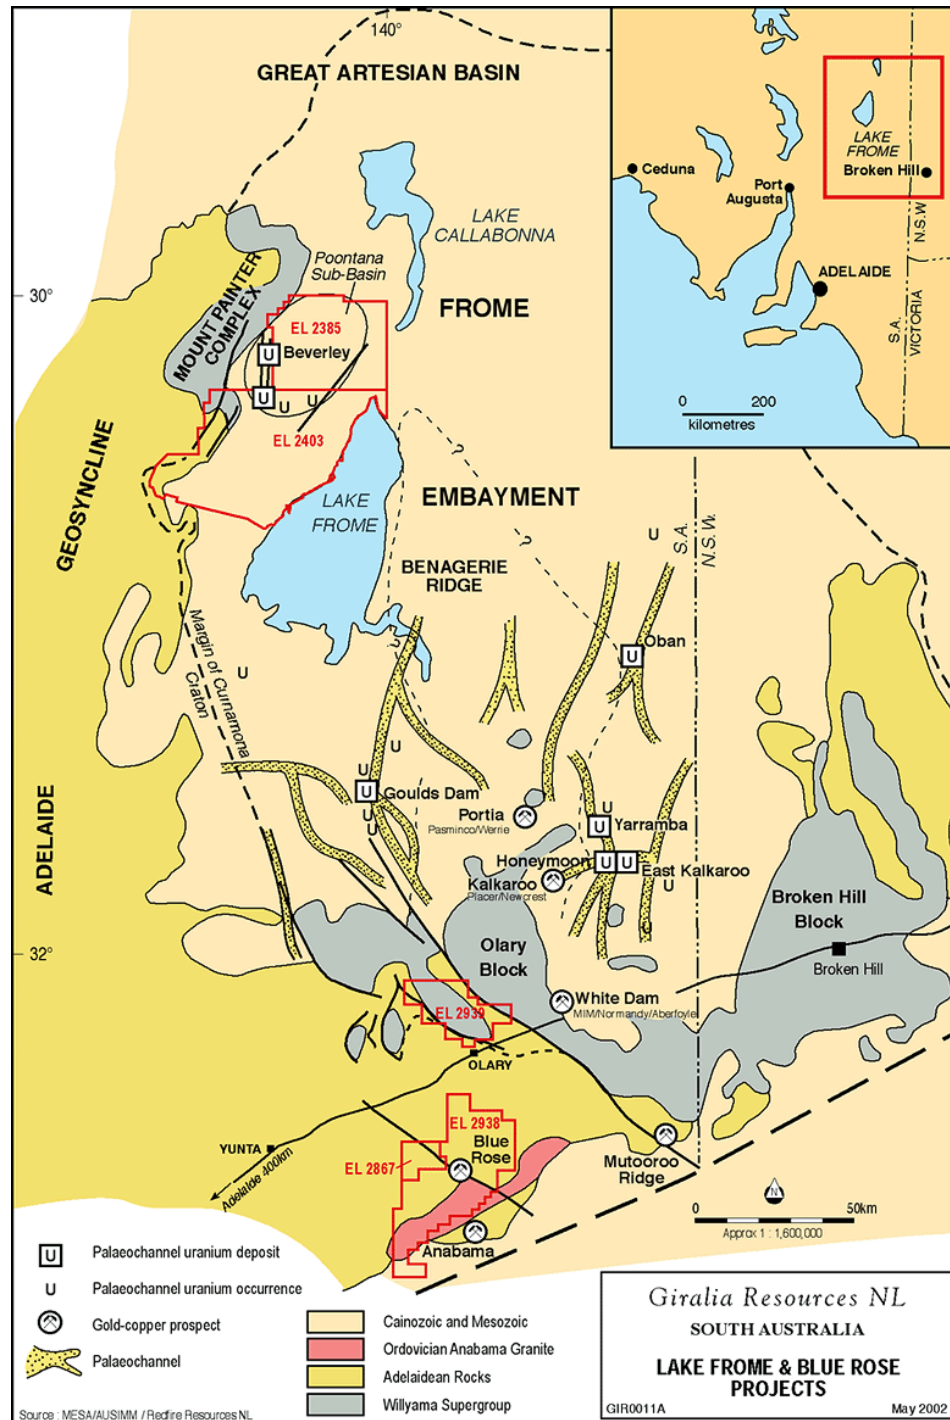 140°
GREAT ARTESIAN BASIN
LAKE
CALLABONNA
Poontana
Sub-Basin
MOUNT PAINTER
COMPLEX
30°
FROME
EL 2385
U
Beverley
U
U
U
EL 2403
GEOSYNCLINE
LAKE
FROME
EMBAYMENT
?
?
?
BENAGERIE
RIDGE
U
S.A.
N.S.W.
Margin of Curnamona
Craton
U
Oban
U
U
U
U
Goulds Dam
U
U
Portia
Pasminco/Werrie
U
U
Yarramba
Honeymoon
U
U
East Kalkaroo
U
Kalkaroo
Placer/Newcrest
ADELAIDE
Broken Hill
Block
Broken Hill
32°
Olary
Block
White Dam
MIM/Normandy/Aberfoyle
EL 2939
OLARY
YUNTA
Adelaide 400km
EL 2938
Blue
Rose
EL 2867
Anabama
Mutooroo
Ridge
N
0
50km
Approx 1 : 1,600,000
LAKE
FROME
Ceduna
Port
Augusta
Broken Hill
ADELAIDE
N.S.W
S.A.
VICTORIA
0
200
kilometres
U
Palaeochannel uranium deposit
U
Palaeochannel uranium occurrence
Gold-copper prospect
Palaeochannel
Cainozoic and Mesozoic
Ordovician Anabama Granite
Adelaidean Rocks
Willyama Supergroup
Source : MESA/AUSIMM / Redfire Resources NL
Giralia Resources NL
SOUTH AUSTRALIA
LAKE FROME & BLUE ROSE
PROJECTS
GIR0011A
May 2002